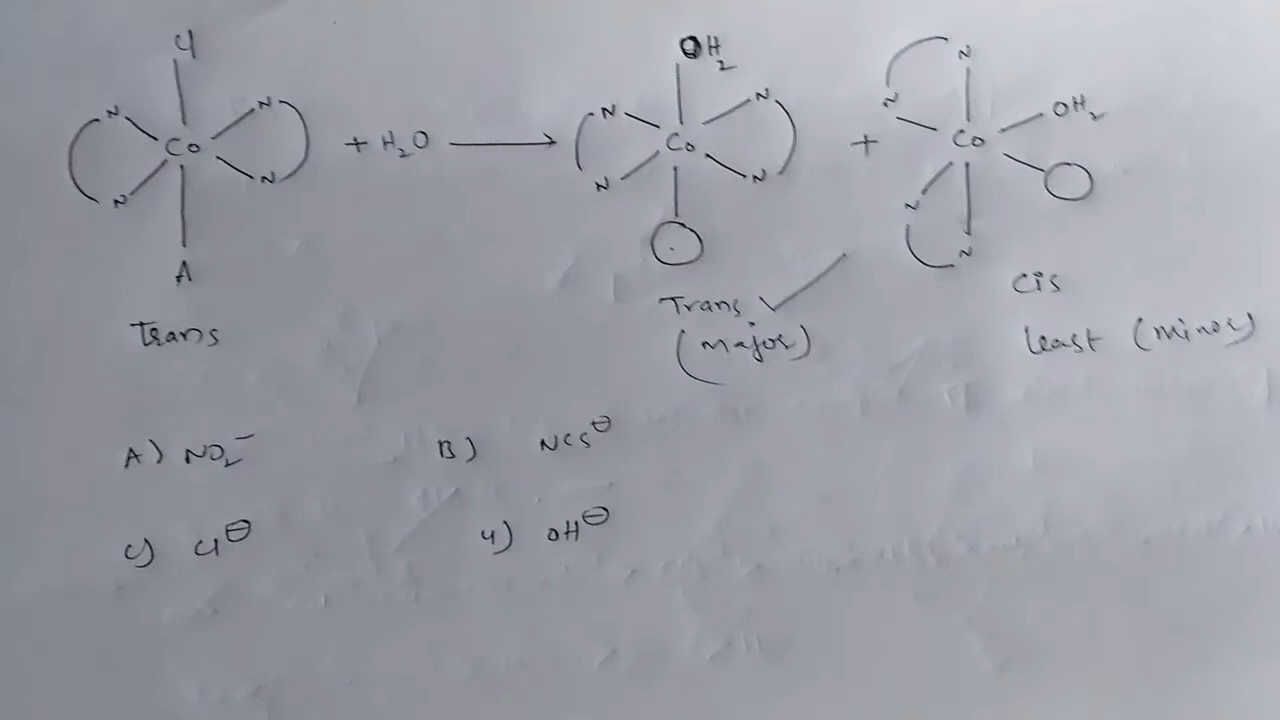 Cl
N N
Co
N N
A
Trans
+ H2O
OH2
N N
Co
N N
Trans
(major)
+
N
N OH2
Co
N
N
Cis
least (minor)
A) NO2- B) NCS⊖
C) Cl⊖ 4) OH⊖